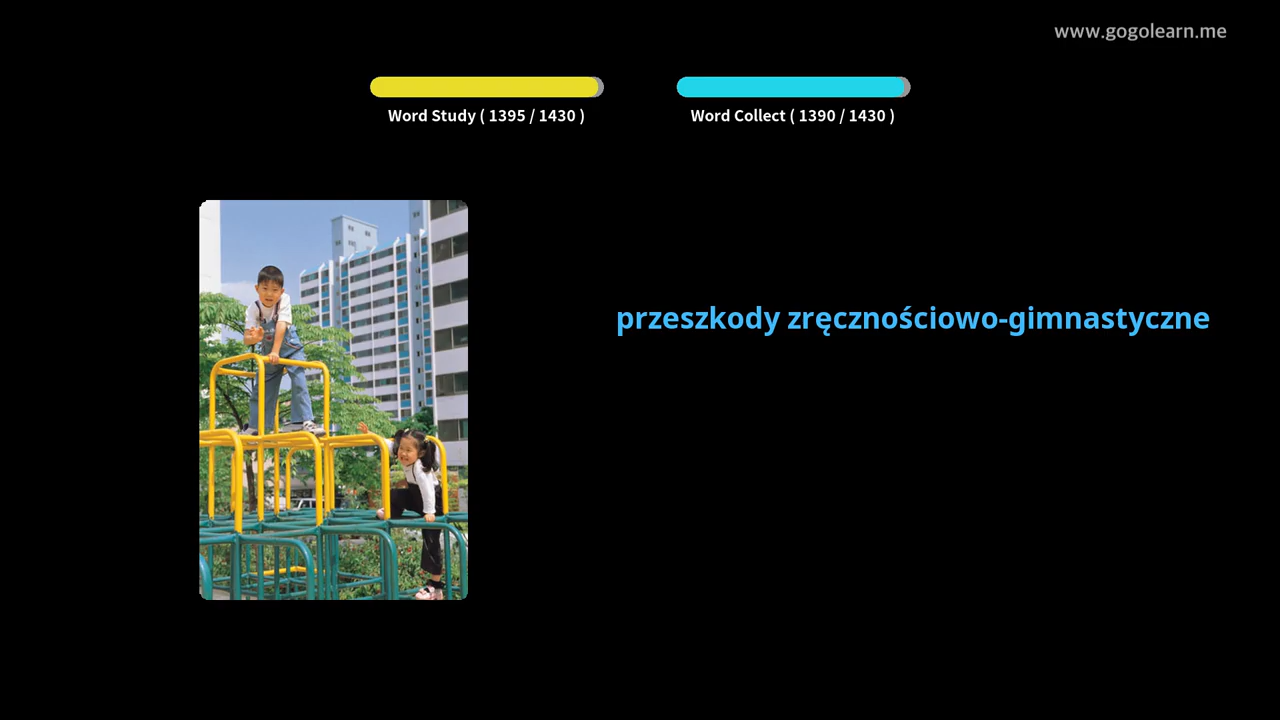 www.gogolearn.me
Word Study ( 1395 / 1430 )
Word Collect ( 1390 / 1430 )
przeszkody zręcznościowo-gimnastyczne